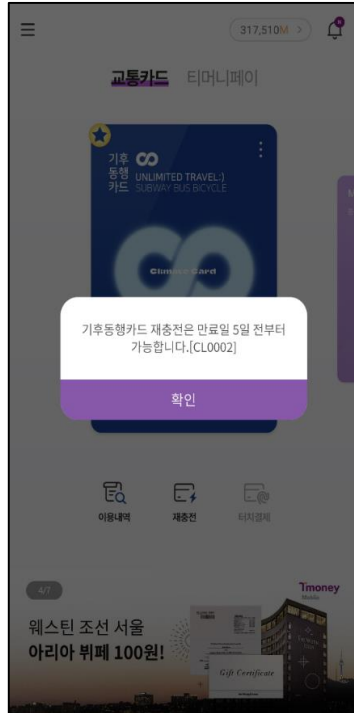 317,510M >
교통카드 티머니페이
기후
동행
카드
UNLIMITED TRAVEL:)
SUBWAY BUS BICYCLE
Climate Card
기후동행카드 재충전은 만료일 5일 전부터
가능합니다.[CL0002]
확인
이용내역 재충전 터치결제
4/7
Tmoney
Mobile
웨스틴 조선 서울
아리아 뷔페 100원!
Gift Certificate